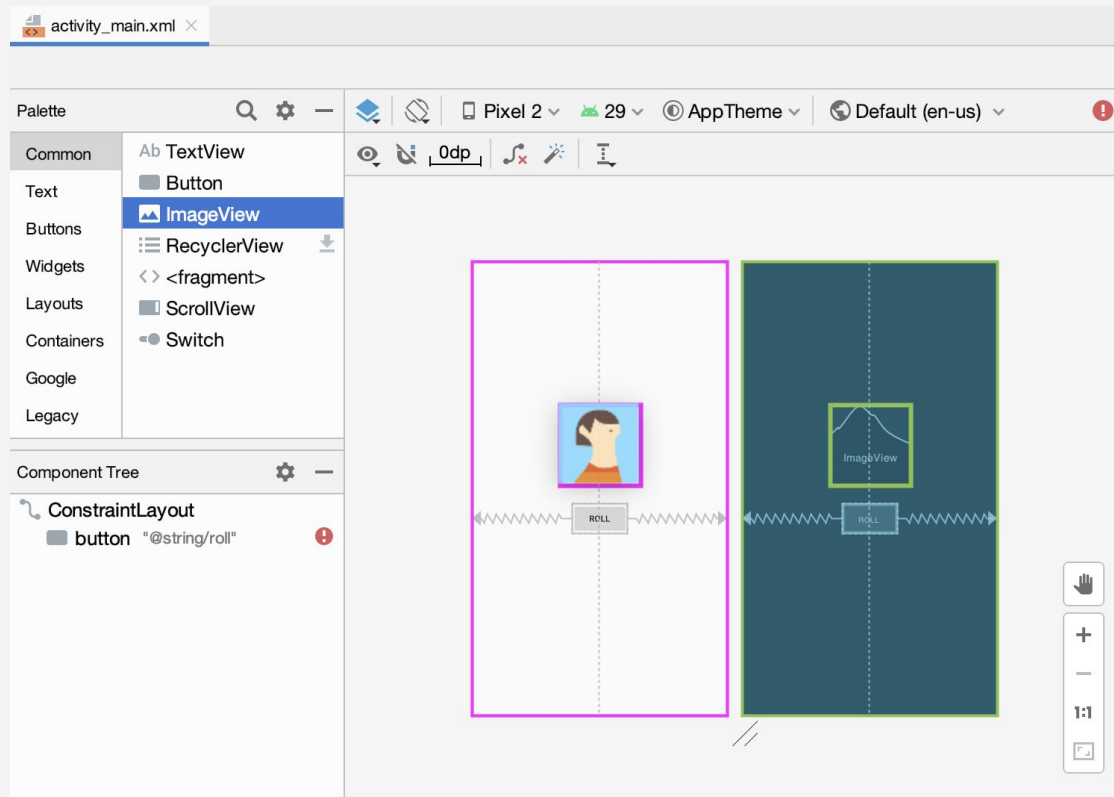 activity_main.xml
Palette
Pixel 2
29
AppTheme
Default (en-us)
Common
Text
Buttons
Widgets
Layouts
Containers
Google
Legacy
Ab TextView
Button
ImageView
RecyclerView
<> <fragment>
ScrollView
Switch
0dp
Component Tree
ConstraintLayout
button "@string/roll"
ROLL
ImageView
ROLL
1:1